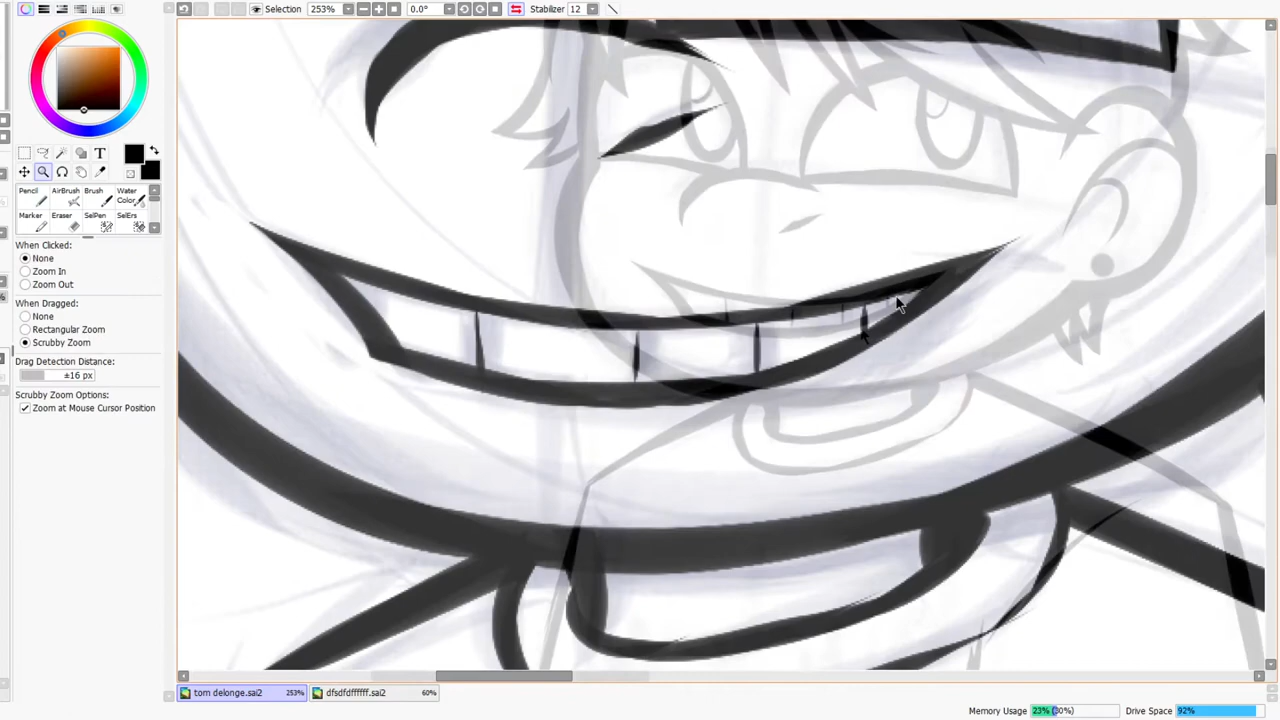 Selection 253% 0.0° Stabilizer 12
T
Pencil AirBrush Brush Water Color
Marker Eraser SelPen SelErs
When Clicked:
None
Zoom In
Zoom Out
When Dragged:
None
Rectangular Zoom
Scrubby Zoom
Drag Detection Distance:
±16 px
Scrubby Zoom Options:
Zoom at Mouse Cursor Position
tom delonge.sai2 253% dfsdfdffffff.sai2 60%
Memory Usage 23% (30%) Drive Space 92%